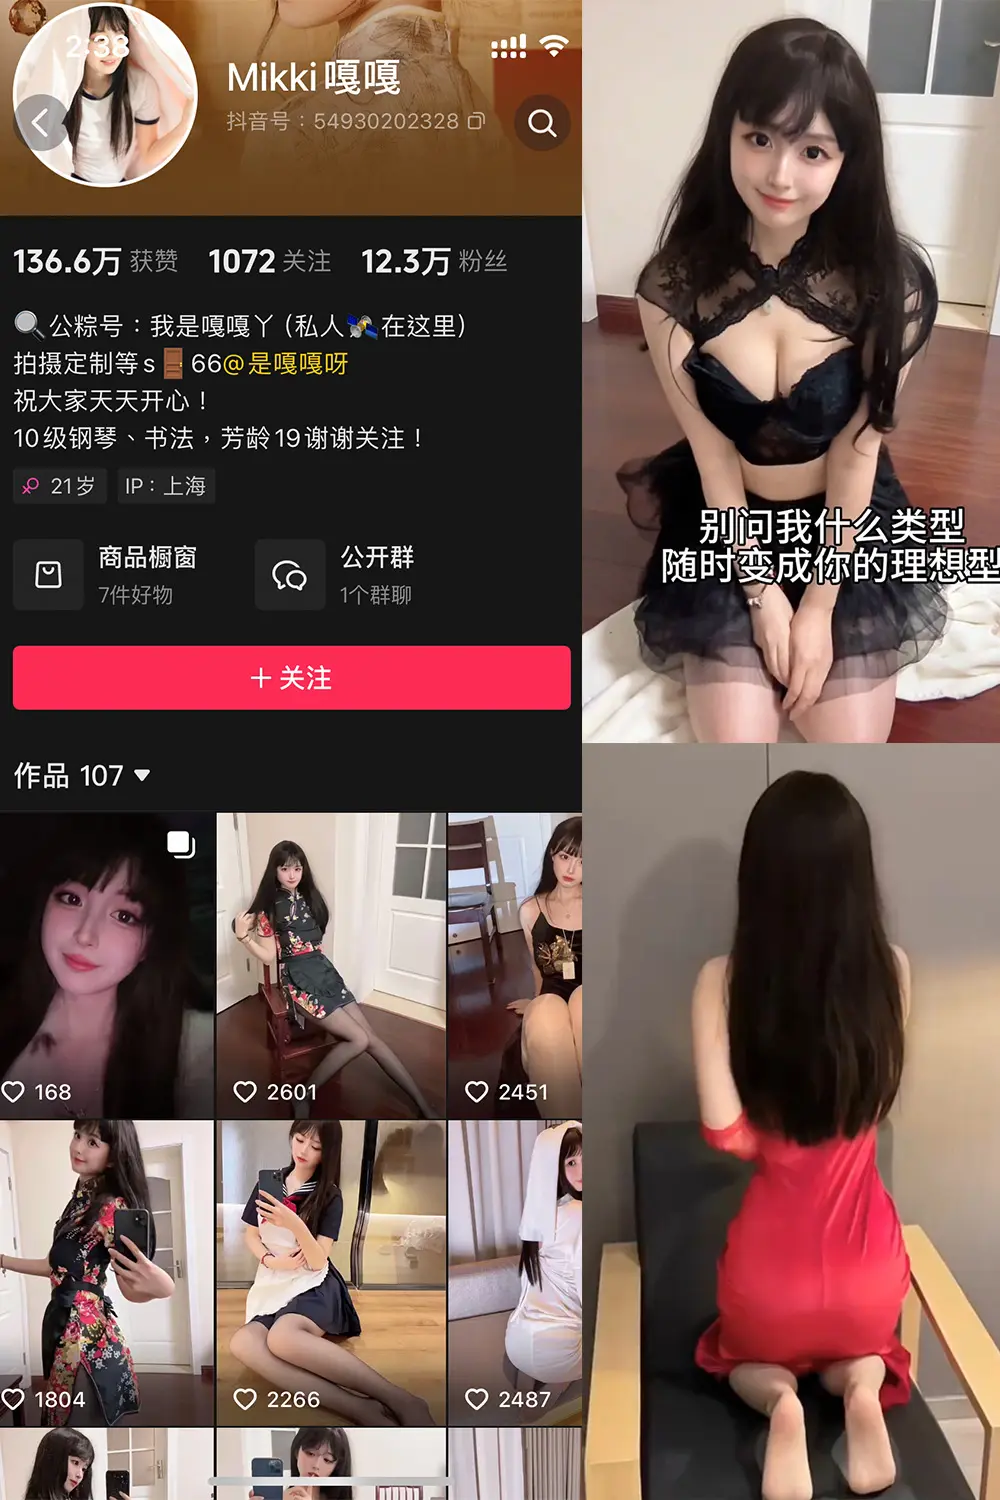 2:38
Mikki嘎嘎
抖音号：54930202328
136.6万 获赞 1072 关注 12.3万 粉丝
公粽号：我是嘎嘎丫 (私人 在这里)
拍摄定制等s 66@是嘎嘎呀
祝大家天天开心！
10级钢琴、书法，芳龄19谢谢关注！
21岁 IP：上海
商品橱窗
7件好物
公开群
1个群聊
+ 关注
作品 107
168
2601
2451
1804
2266
2487
别问我什么类型
随时变成你的理想型